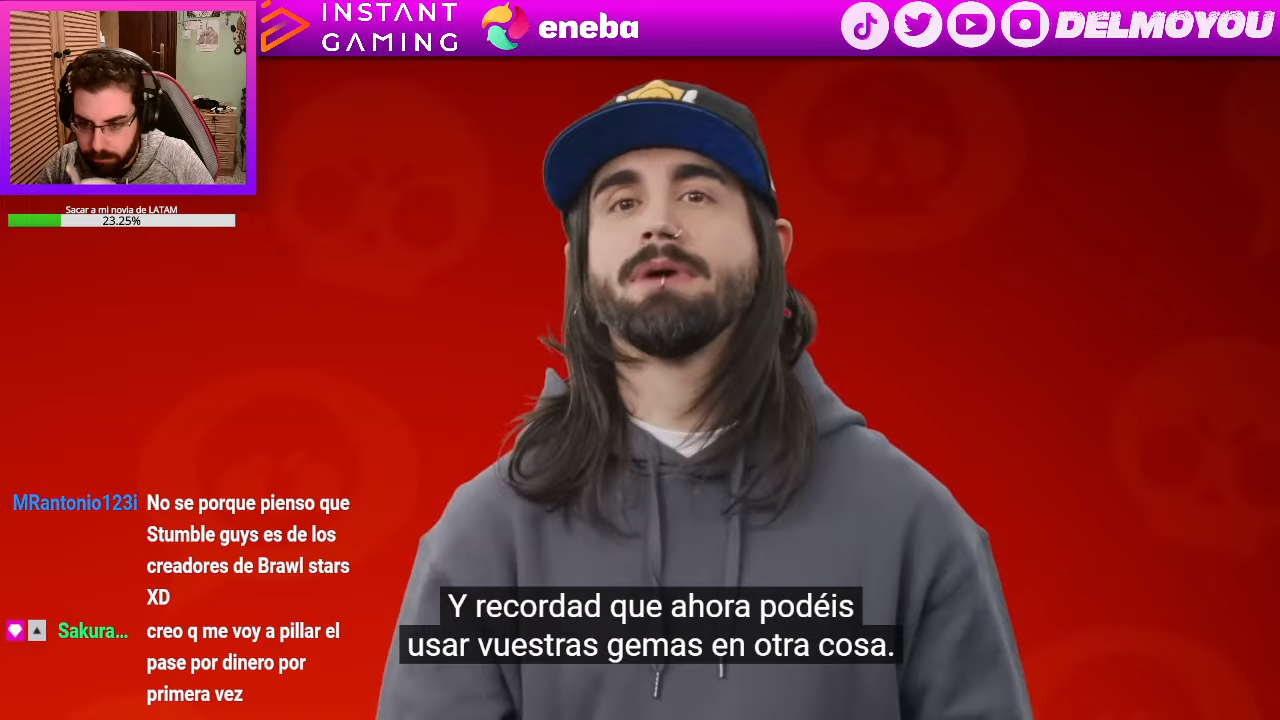 INSTANT
GAMING
eneba
DELMOYOU
Sacar a mi novia de LATAM
23.25%
MRantonio123i No se porque pienso que
Stumble guys es de los
creadores de Brawl stars
XD
Sakura... creo q me voy a pillar el
pase por dinero por
primera vez
Y recordad que ahora podéis
usar vuestras gemas en otra cosa.